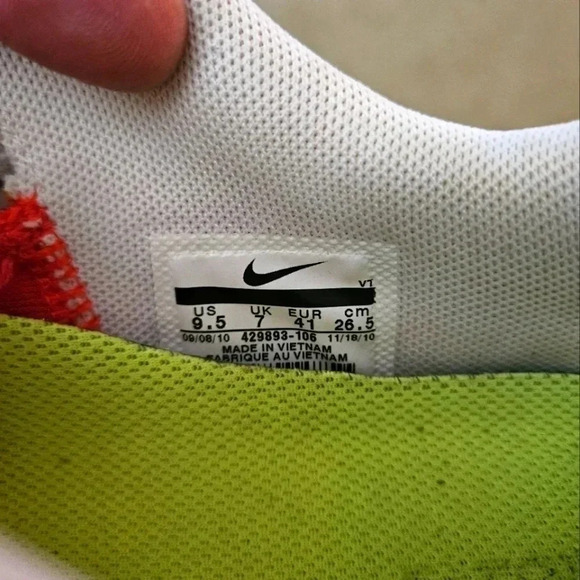 V1
US UK EUR cm
9.5 7 41 26.5
09/08/10 429893-106 11/18/10
MADE IN VIETNAM
FABRIQUE AU VIETNAM